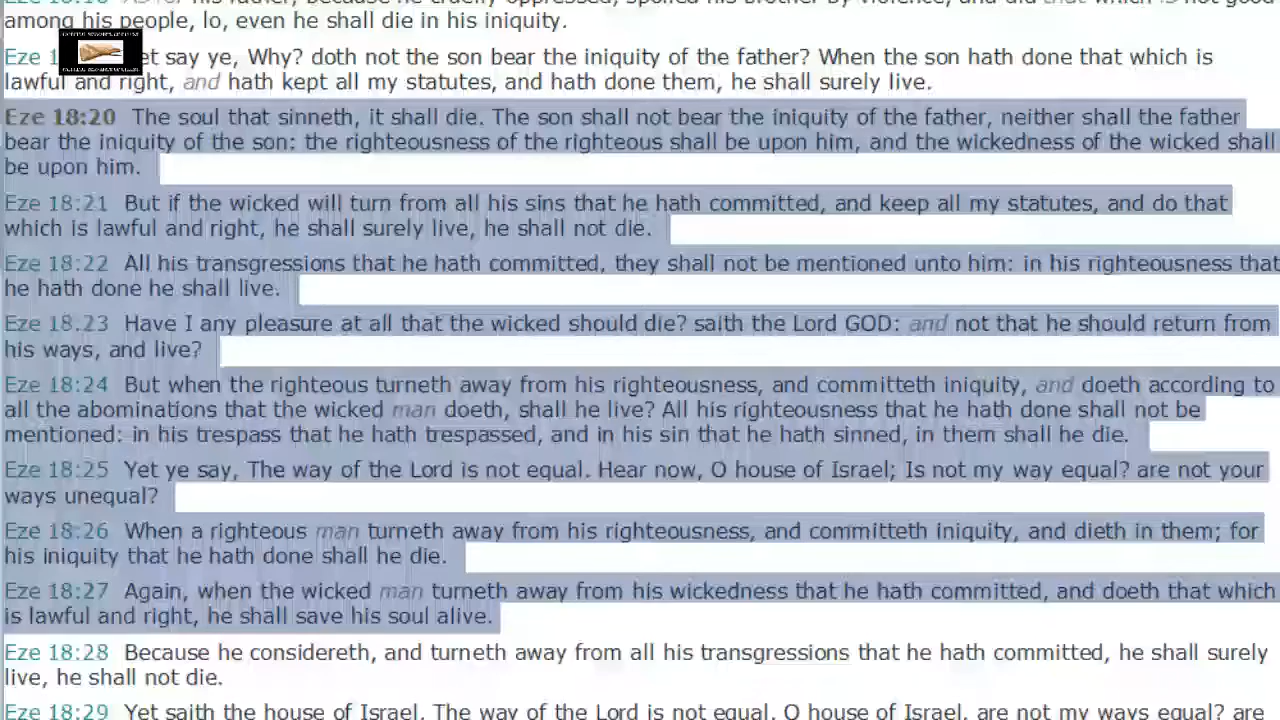 his father, because he cruelly oppressed, spoiled his brother by violence, and did that which is not good
among his people, lo, even he shall die in his iniquity.
Eze 1 et say ye, Why? doth not the son bear the iniquity of the father? When the son hath done that which is
lawful and right, and hath kept all my statutes, and hath done them, he shall surely live.
Eze 18:20 The soul that sinneth, it shall die. The son shall not bear the iniquity of the father, neither shall the father
bear the iniquity of the son: the righteousness of the righteous shall be upon him, and the wickedness of the wicked shall
be upon him.
Eze 18:21 But if the wicked will turn from all his sins that he hath committed, and keep all my statutes, and do that
which is lawful and right, he shall surely live, he shall not die.
Eze 18:22 All his transgressions that he hath committed, they shall not be mentioned unto him: in his righteousness that
he hath done he shall live.
Eze 18:23 Have I any pleasure at all that the wicked should die? saith the Lord GOD: and not that he should return from
his ways, and live?
Eze 18:24 But when the righteous turneth away from his righteousness, and committeth iniquity, and doeth according to
all the abominations that the wicked man doeth, shall he live? All his righteousness that he hath done shall not be
mentioned: in his trespass that he hath trespassed, and in his sin that he hath sinned, in them shall he die.
Eze 18:25 Yet ye say, The way of the Lord is not equal. Hear now, O house of Israel; Is not my way equal? are not your
ways unequal?
Eze 18:26 When a righteous man turneth away from his righteousness, and committeth iniquity, and dieth in them; for
his iniquity that he hath done shall he die.
Eze 18:27 Again, when the wicked man turneth away from his wickedness that he hath committed, and doeth that which
is lawful and right, he shall save his soul alive.
Eze 18:28 Because he considereth, and turneth away from all his transgressions that he hath committed, he shall surely
live, he shall not die.
Eze 18:29 Yet saith the house of Israel, The way of the Lord is not equal. O house of Israel, are not my ways equal? are